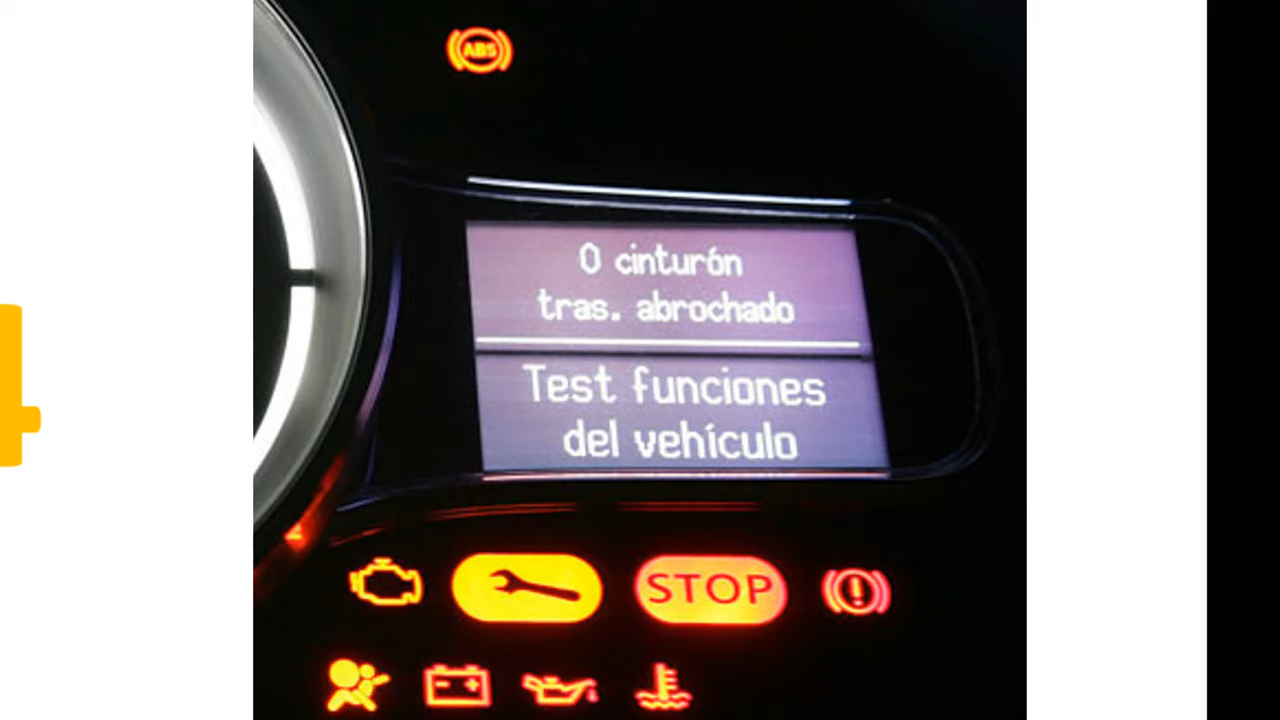 ABS
0 cinturón
tras. abrochado
Test funciones
del vehículo
STOP